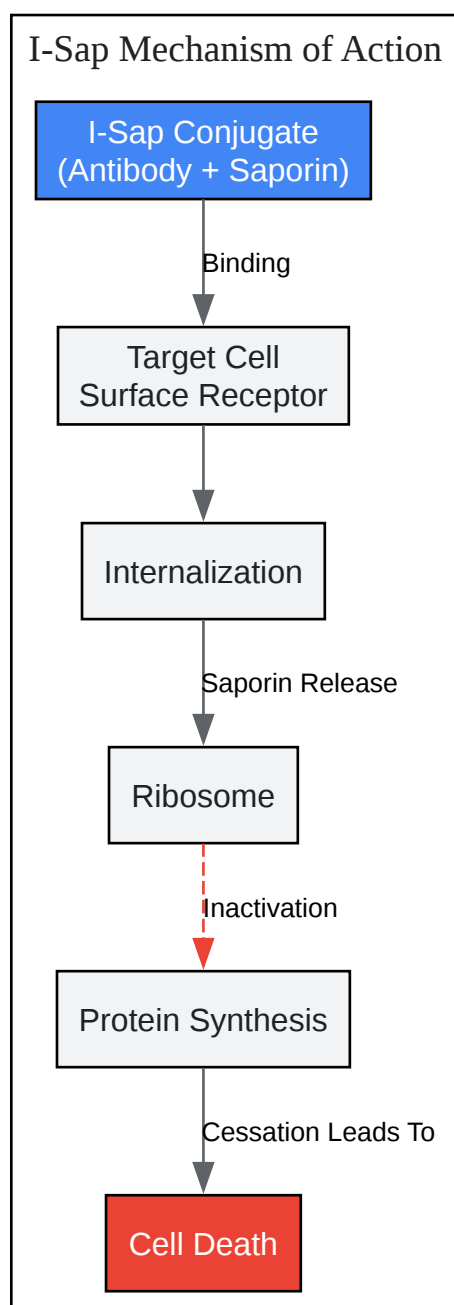 I-Sap Mechanism of Action
I-Sap Conjugate
(Antibody + Saporin)
Binding
Target Cell
Surface Receptor
Internalization
Saporin Release
Ribosome
Inactivation
Protein Synthesis
Cessation Leads To
Cell Death